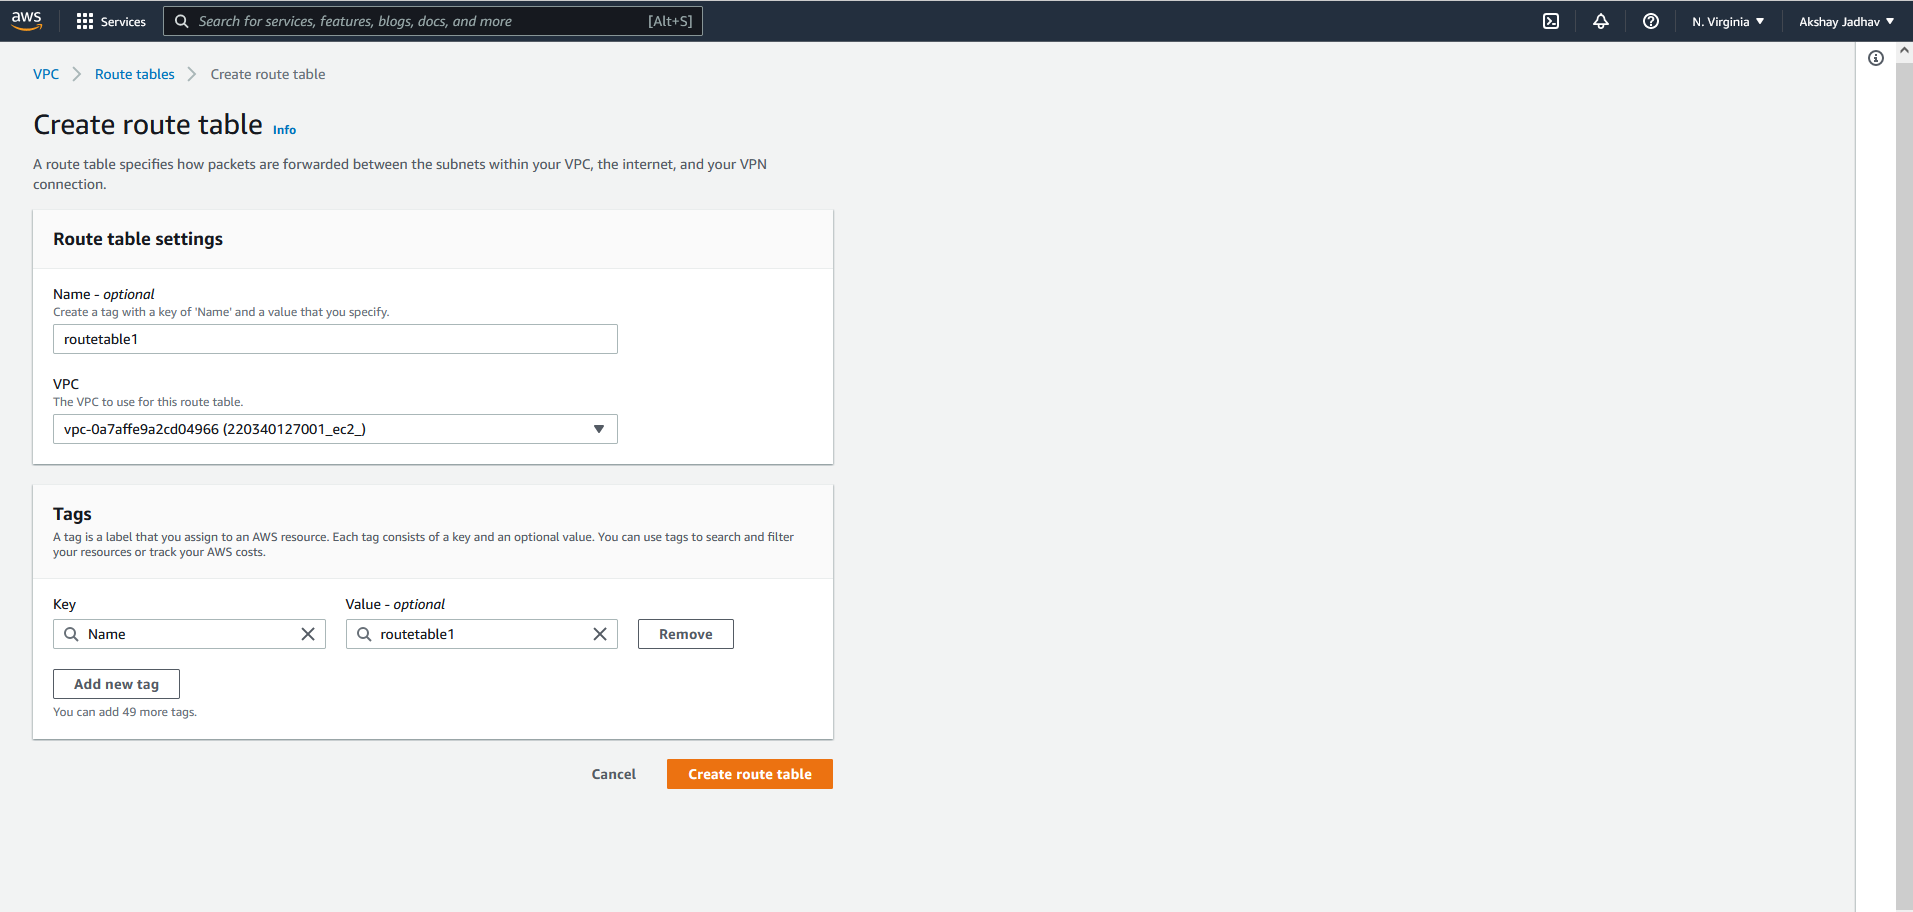 aws
Services
Search for services, features, blogs, docs, and more
[Alt+S]
N. Virginia
Akshay Jadhav
VPC
Route tables
Create route table
Create route table
Info
A route table specifies how packets are forwarded between the subnets within your VPC, the internet, and your VPN
connection.
Route table settings
Name - optional
Create a tag with a key of 'Name' and a value that you specify.
routetable1
VPC
The VPC to use for this route table.
vpc-0a7affe9a2cd04966 (220340127001_ec2_)
Tags
A tag is a label that you assign to an AWS resource. Each tag consists of a key and an optional value. You can use tags to search and filter
your resources or track your AWS costs.
Key
Value - optional
Name
routetable1
Remove
Add new tag
You can add 49 more tags.
Cancel
Create route table